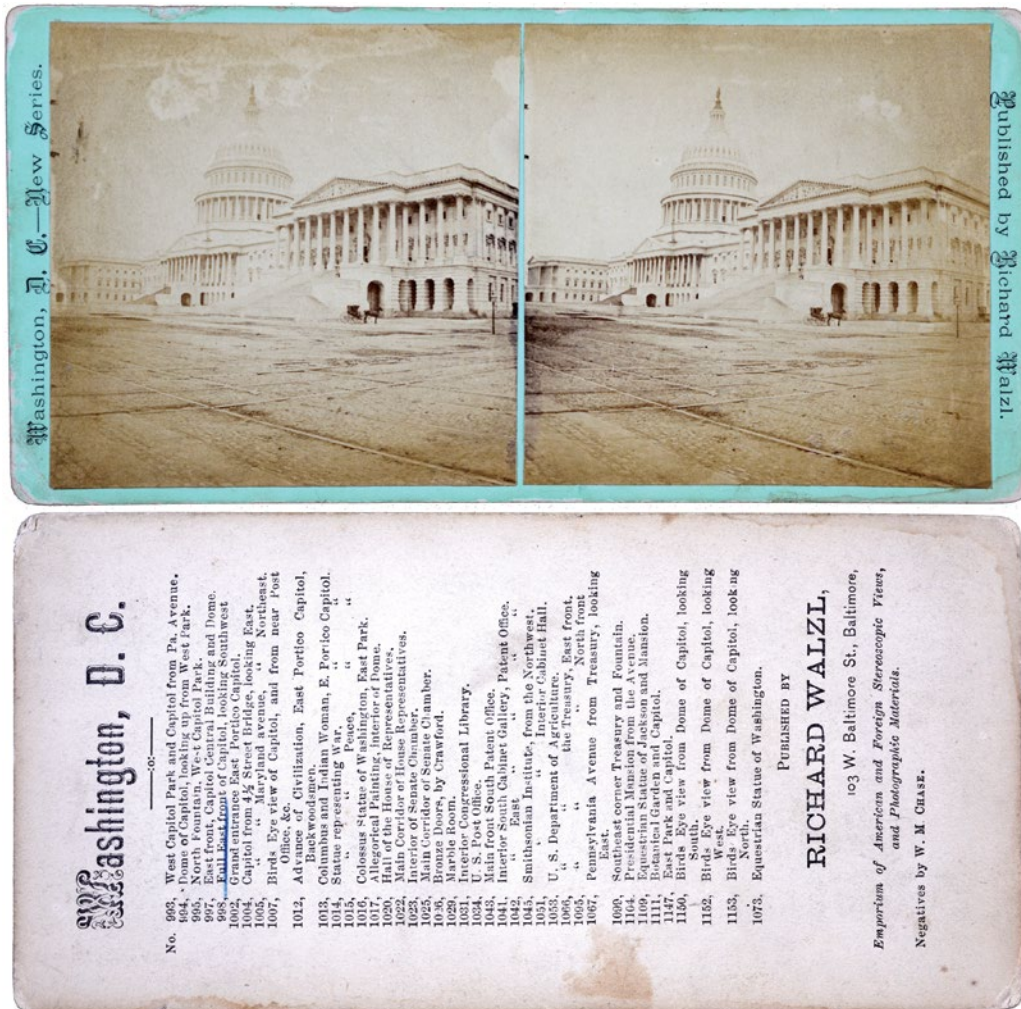 Washington, D. C.—New Series.
Published by Richard Walzl.
Washington, D. C.
—:o:—
No. 993, West Capitol Park and Capitol from Pa. Avenue.
994, Dome of Capitol, looking up from West Park.
995, North Fountain, West Capitol Park.
997, East front, Capitol Central Building and Dome.
998, Full East front of Capitol, looking Southwest
1002, Grand entrance East Portico Capitol.
1004, Capitol from 4½ Street Bridge, looking East.
1005, “ “ Maryland avenue, “ Northeast.
1007, Birds Eye view of Capitol, and from near Post
Office, &c.
1012, Advance of Civilization, East Portico Capitol,
Backwoodsmen.
1013, Columbus and Indian Woman, E. Portico Capitol.
1014, Statue representing War, “ “
1015, “ “ Peace, “ “
1016, Colossus Statue of Washington, East Park.
1017, Allegorical Painting, interior of Dome.
1020, Hall of the House of Representatives.
1022, Main Corridor of House Representatives.
1023, Interior of Senate Chamber.
1025, Main Corridor of Senate Chamber.
1026, Bronze Doors, by Crawford.
1029, Marble Room.
1031, Interior Congressional Library.
1034, U. S. Post Office.
1043, Main front South Patent Office.
1041, Interior South Cabinet Gallery, Patent Office.
1042, “ East “ “ “
1045, Smithsonian Institute, from the Northwest.
1051, “ “ Interior Cabinet Hall.
1053, U. S. Department of Agriculture.
1066, “ “ the Treasury, East front.
1095, “ “ “ North front
1067, Pennsylvania Avenue from Treasury, looking
East.
1099, Southeast corner Treasury and Fountain.
1104, Presidential Mansion from the Avenue.
1109, Equestrian Statue of Jackson and Mansion.
1111, Botanical Garden and Capitol.
1147, East Park and Capitol.
1150, Birds Eye view from Dome of Capitol, looking
South.
1152, Birds Eye view from Dome of Capitol, looking
West.
1153, Birds Eye view from Dome of Capitol, looking
North.
1073, Equestrian Statue of Washington.
PUBLISHED BY
RICHARD WALZL,
103 W. Baltimore St., Baltimore,
Emporium of American and Foreign Stereoscopic Views,
and Photographic Materials.
Negatives by W. M. CHASE.